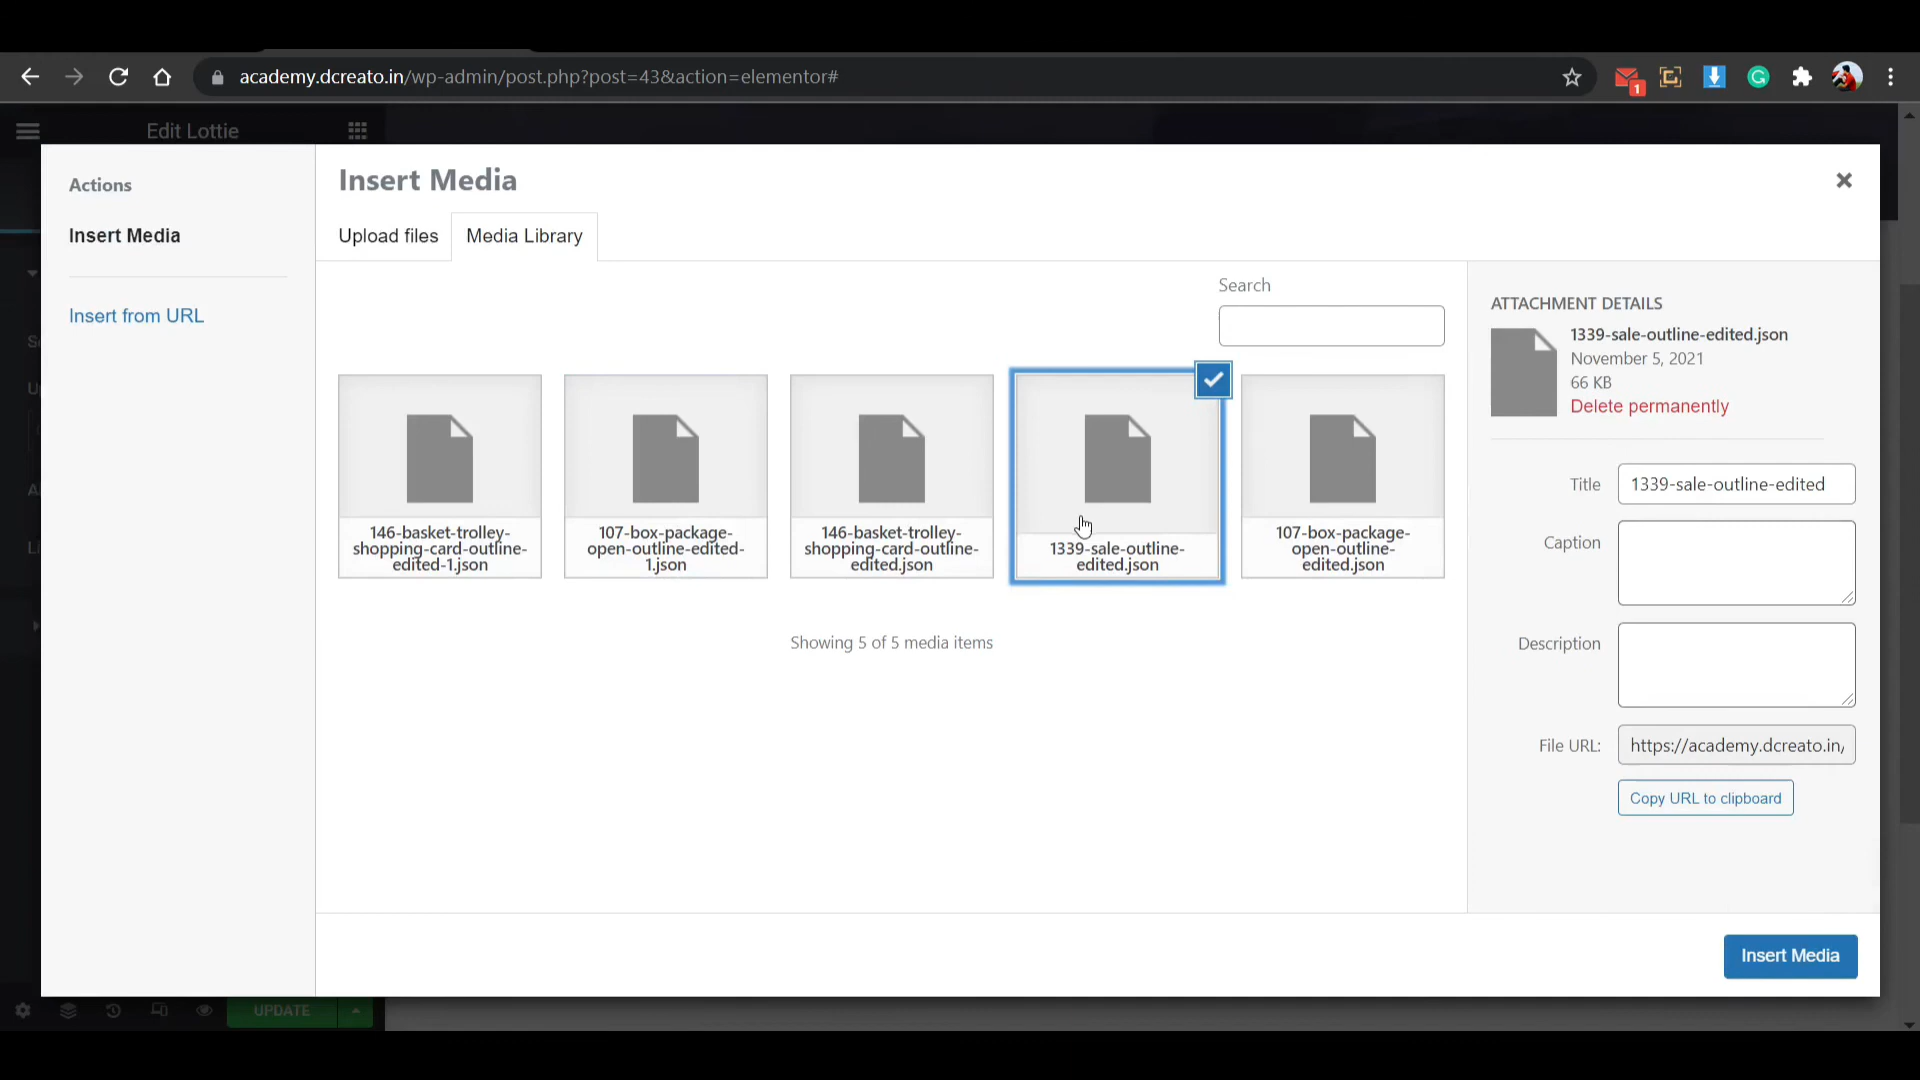 academy.dcreato.in/wp-admin/post.php?post=43&action=elementor#
1
Edit Lottie
Actions
Insert Media
Insert from URL
Insert Media
Upload files
Media Library
Search
146-basket-trolley-
shopping-card-outline-
edited-1.json
107-box-package-
open-outline-edited-
1.json
146-basket-trolley-
shopping-card-outline-
edited.json
1339-sale-outline-
edited.json
107-box-package-
open-outline-
edited.json
Showing 5 of 5 media items
ATTACHMENT DETAILS
1339-sale-outline-edited.json
November 5, 2021
66 KB
Delete permanently
Title
1339-sale-outline-edited
Caption
Description
File URL:
https://academy.dcreato.in/
Copy URL to clipboard
Insert Media
UPDATE